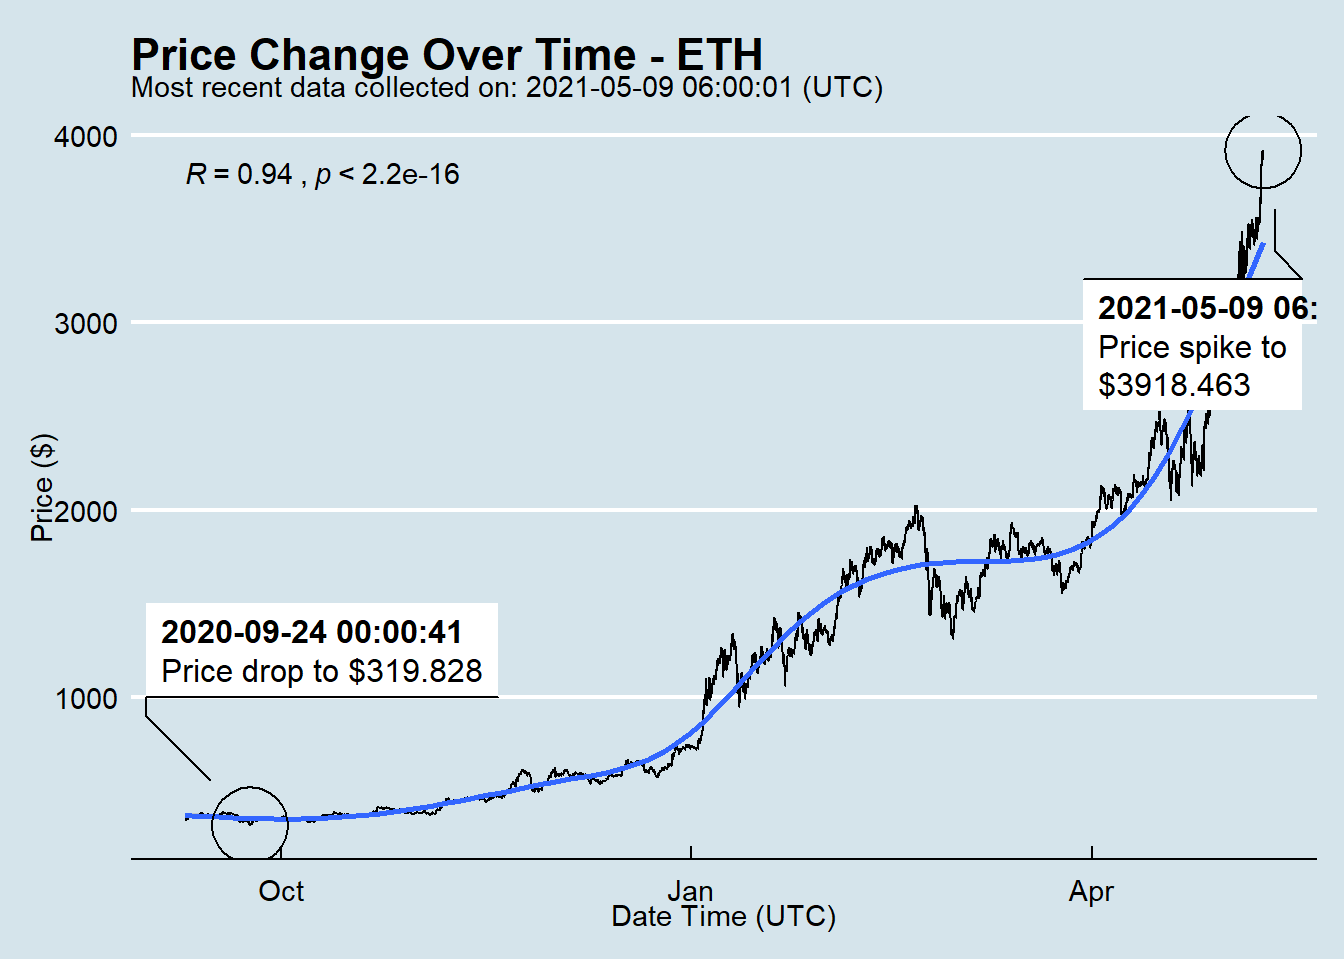 Price Change Over Time - ETH
Most recent data collected on: 2021-05-09 06:00:01 (UTC)
4000
R = 0.94 , p < 2.2e-16
2021-05-09 06:
3000
Price spike to
$3918.463
Price ($)
2000
2020-09-24 00:00:41
Price drop to $319.828
1000
Oct
Jan
Apr
Date Time (UTC)